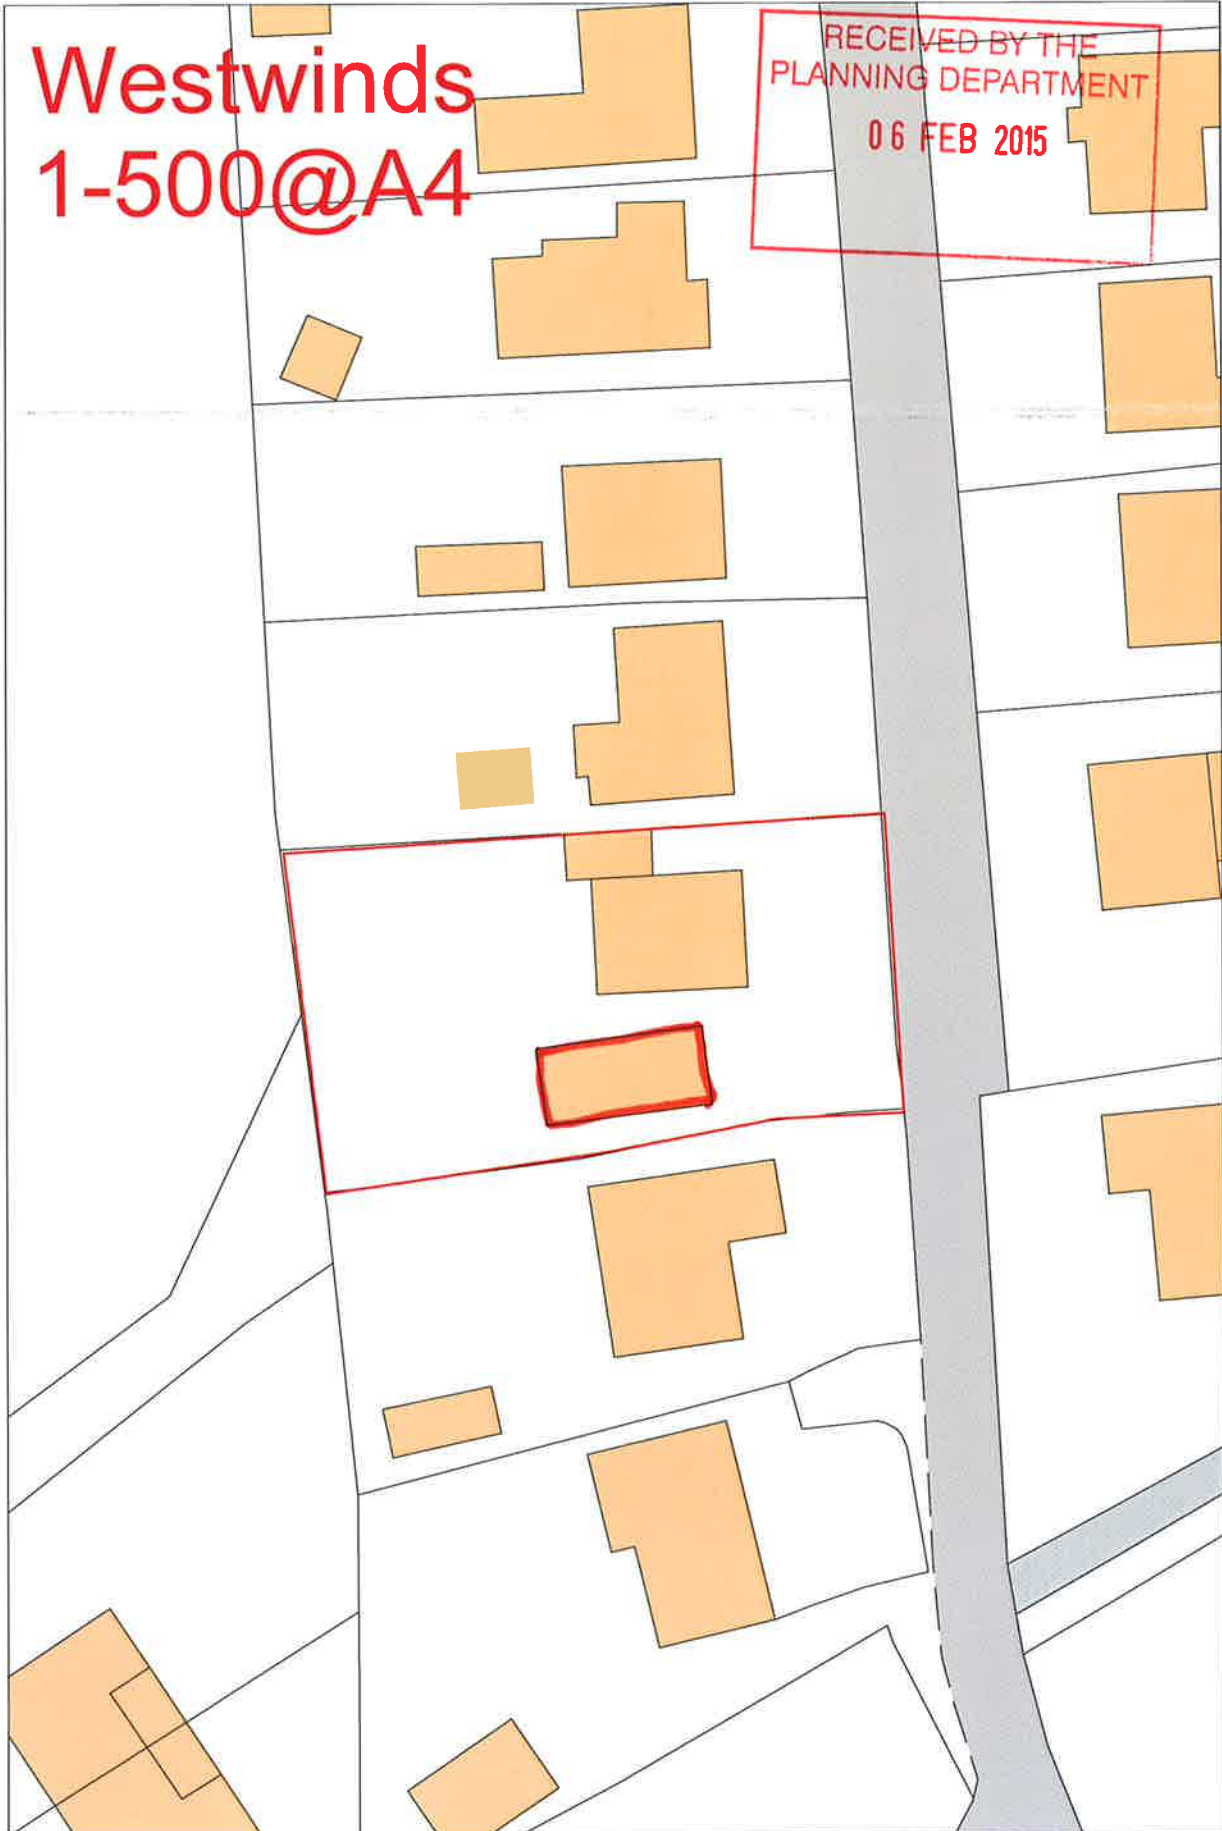 Westwinds
1-500@A4
RECEIVED BY THE
PLANNING DEPARTMENT
06 FEB 2015